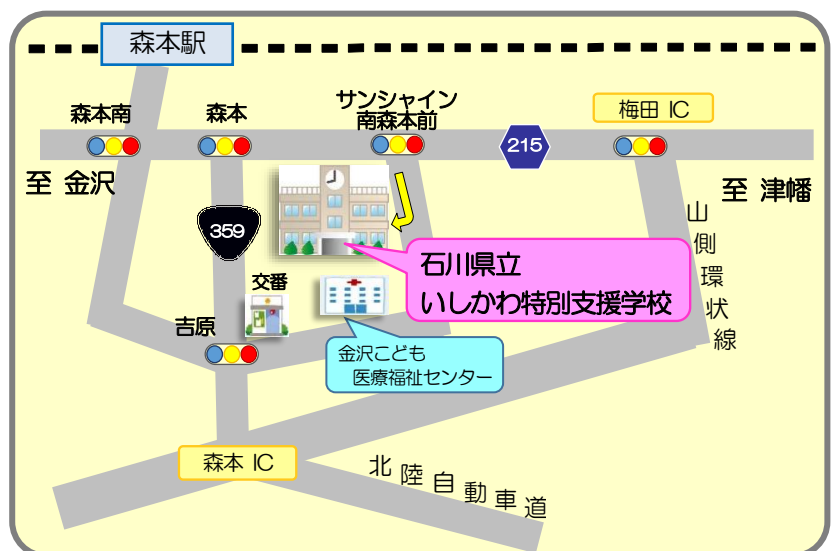 森本駅
森本南
森本
サンシャイン
南森本前
梅田 IC
215
至 金沢
至 津幡
359
山側環状線
石川県立
いしかわ特別支援学校
交番
吉原
金沢こども
医療福祉センター
森本 IC
北陸自動車道